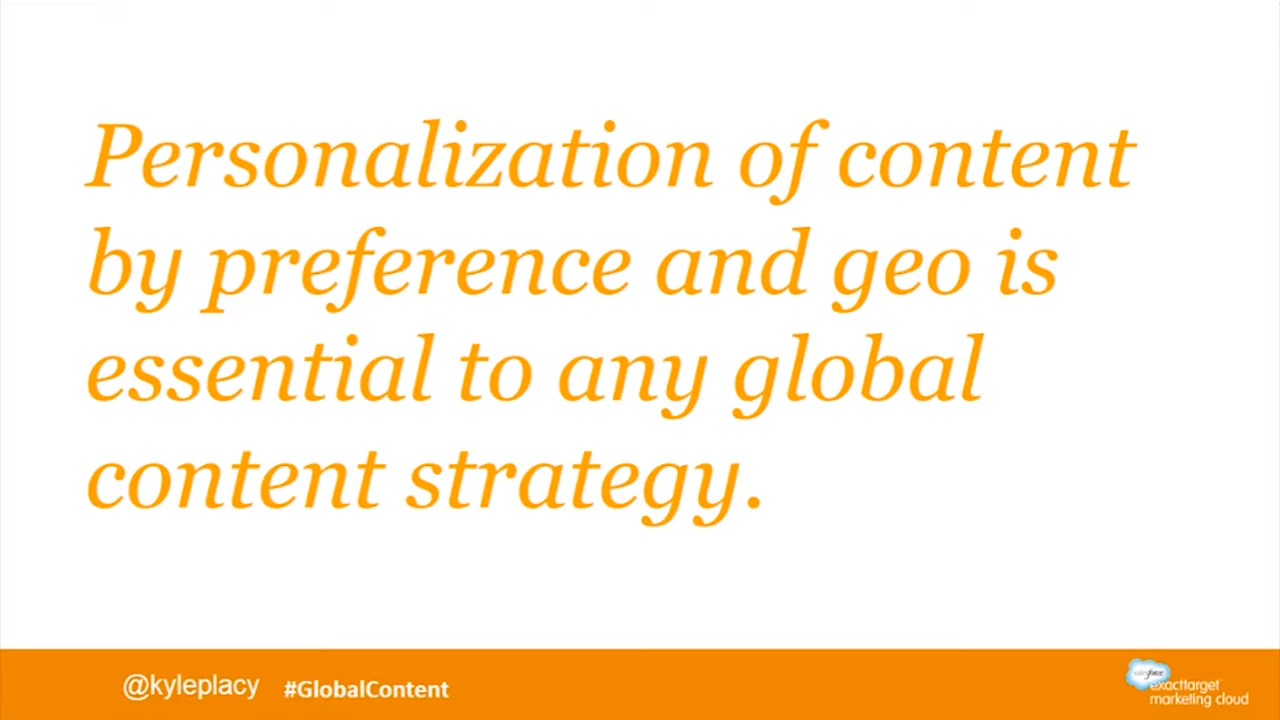 Personalization of content
by preference and geo is
essential to any global
content strategy.
@kyleplacy #GlobalContent
salesforce
exacttarget
marketing cloud